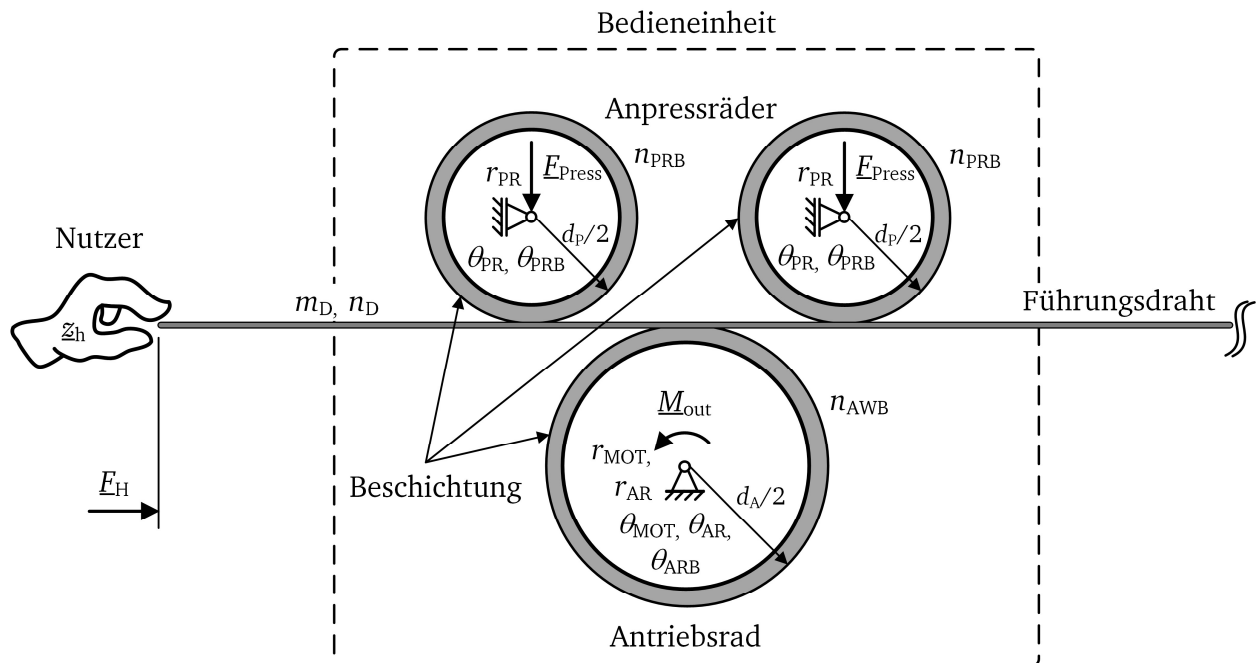 Bedieneinheit
Anpressräder
n_PRB
n_PRB
r_PR F_Press
r_PR F_Press
d_P/2
d_P/2
θ_PR, θ_PRB
θ_PR, θ_PRB
Nutzer
z_h
m_D, n_D
Führungsdraht
F_H
Beschichtung
M_out
n_AWB
r_MOT,
r_AR
d_A/2
θ_MOT, θ_AR,
θ_ARB
Antriebsrad